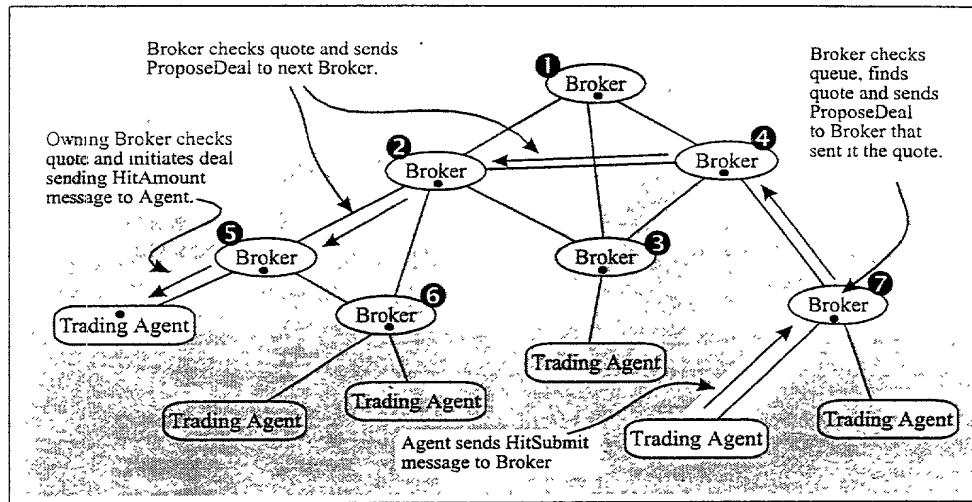 Broker checks quote and sends
ProposeDeal to next Broker.
Broker checks
queue, finds
quote and sends
ProposeDeal
to Broker that
sent it the quote.
Owning Broker checks
quote and initiates deal
sending HitAmount
message to Agent.
1
Broker
2
Broker
4
Broker
5
Broker
3
Broker
6
Broker
7
Broker
Trading Agent
Trading Agent
Trading Agent
Trading Agent
Trading Agent
Trading Agent
Agent sends HitSubmit
message to Broker